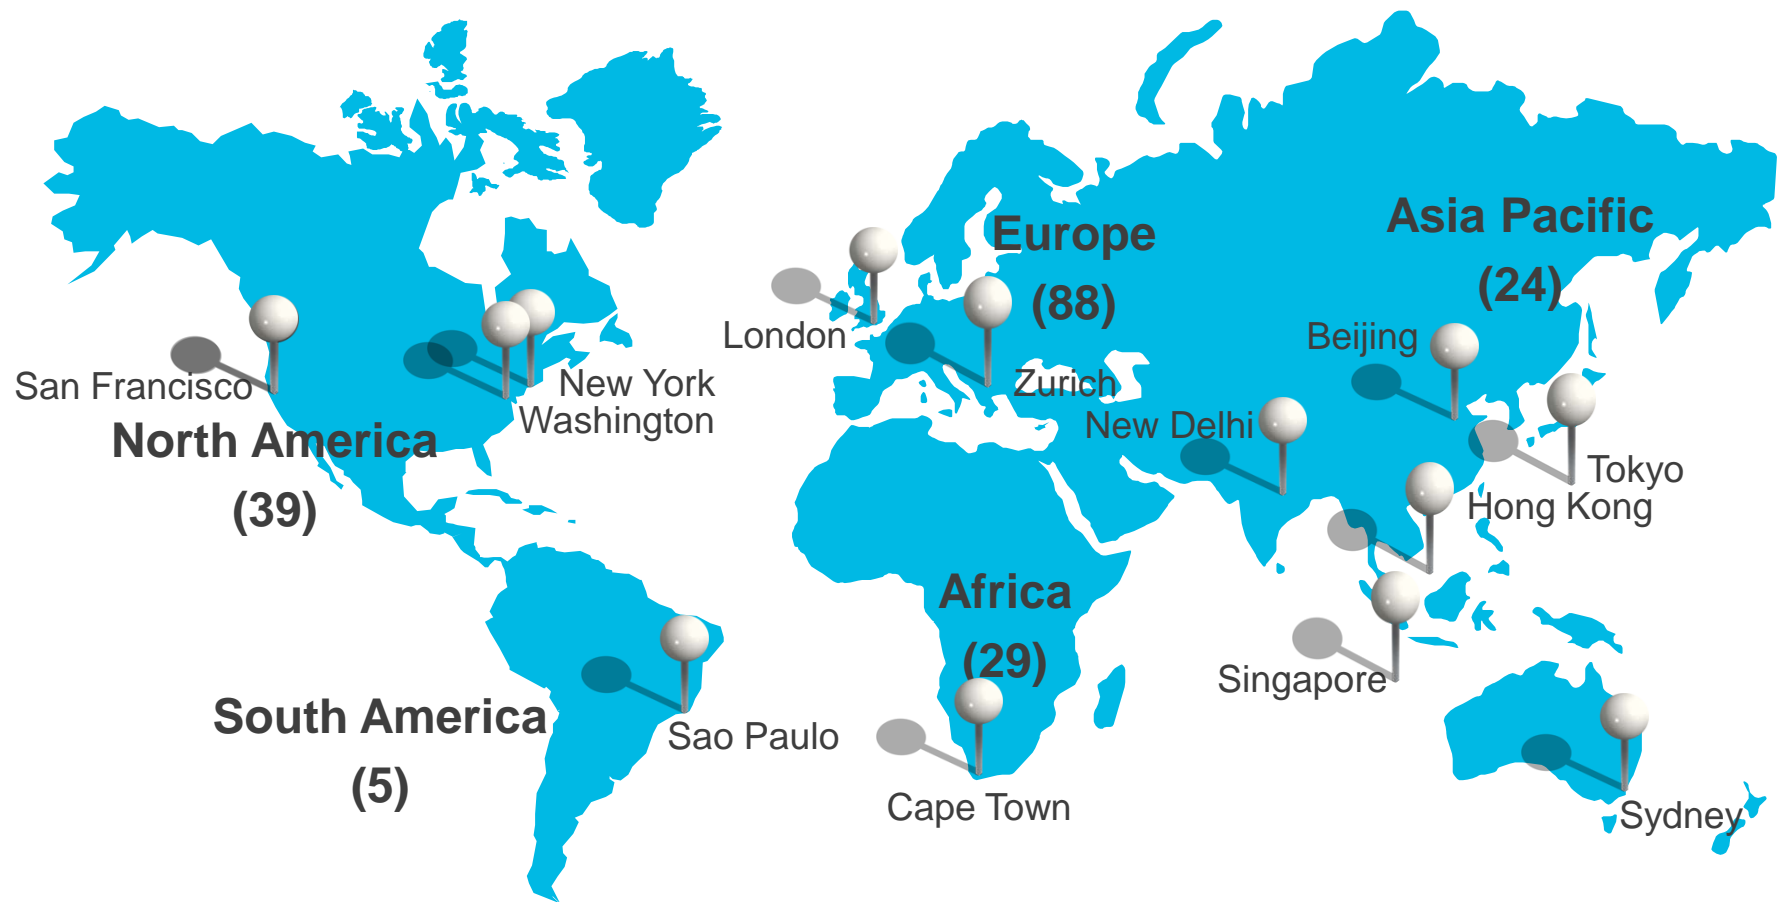 Asia Pacific
(24)
Europe
(88)
London
Beijing
Zurich
San Francisco
New York
Washington
New Delhi
North America
(39)
Tokyo
Hong Kong
Africa
(29)
Singapore
South America
(5)
Sao Paulo
Cape Town
Sydney